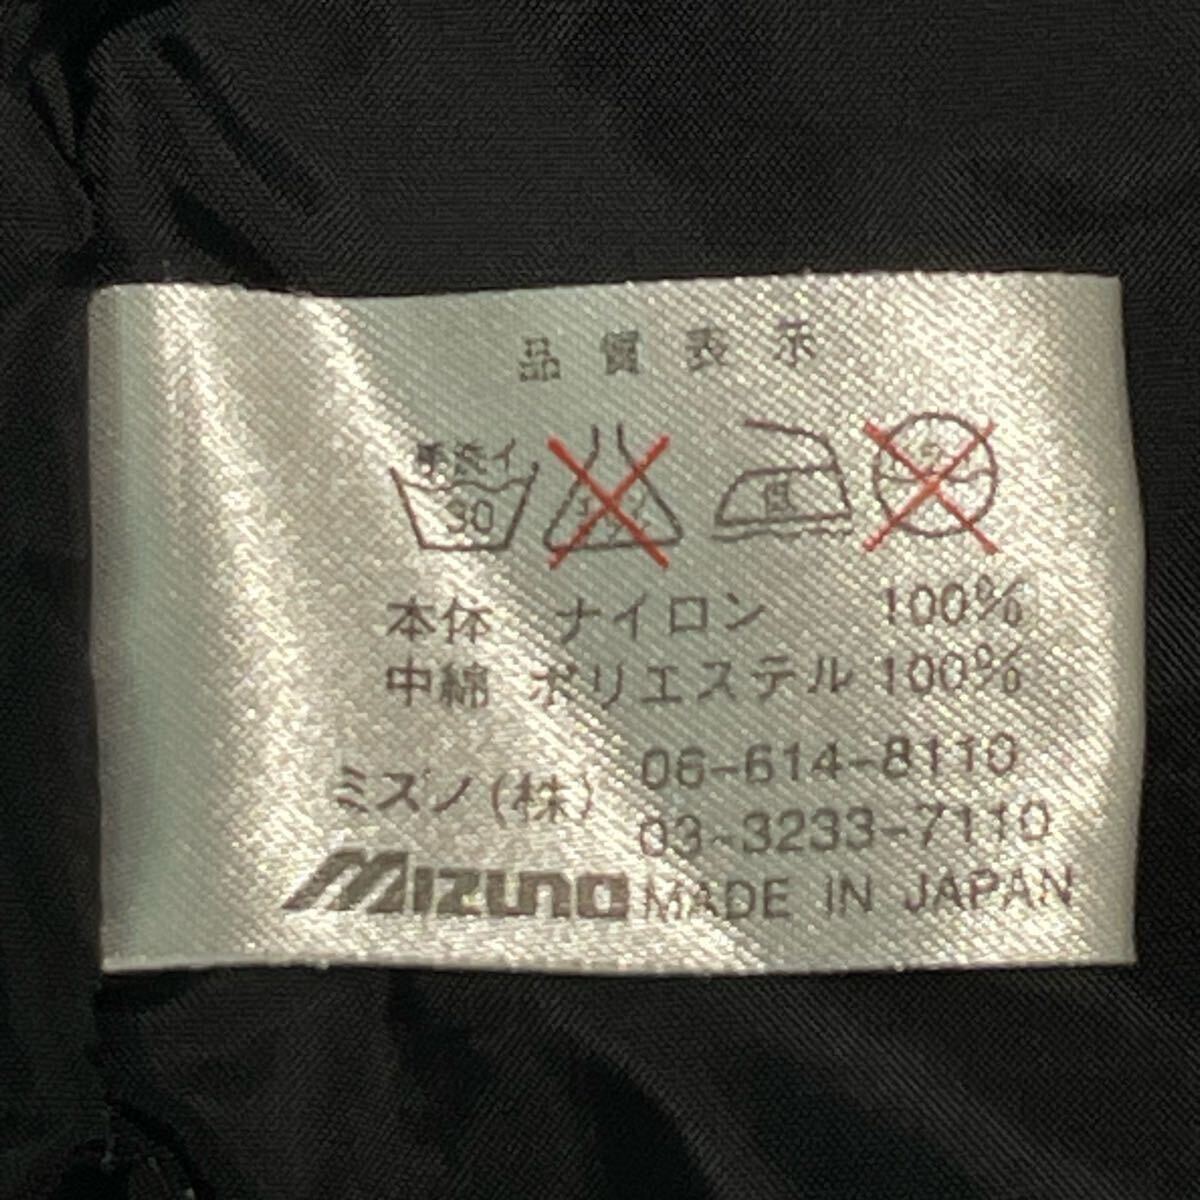 品質表示
手洗イ
30
低
本体 ナイロン 100%
中綿 ポリエステル 100%
ミズノ(株) 06-614-8110
03-3233-7110
MIZUNO MADE IN JAPAN